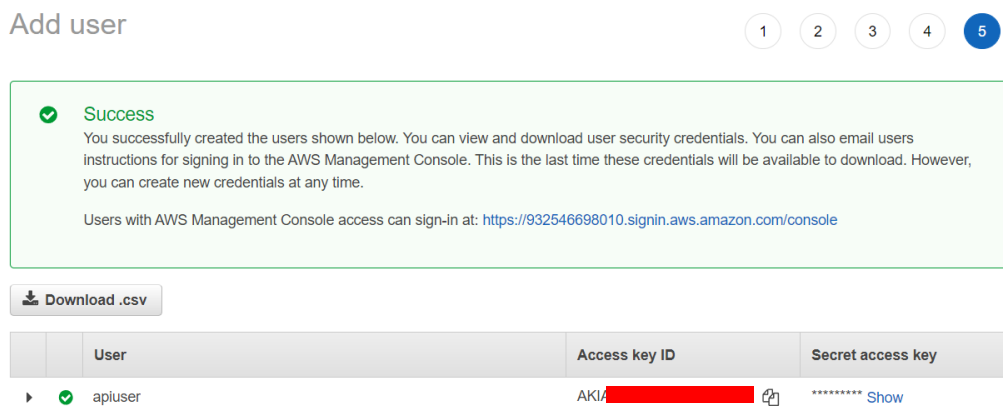 Add user
1 2 3 4 5
Success
You successfully created the users shown below. You can view and download user security credentials. You can also email users
instructions for signing in to the AWS Management Console. This is the last time these credentials will be available to download. However,
you can create new credentials at any time.
Users with AWS Management Console access can sign-in at: https://932546698010.signin.aws.amazon.com/console
Download .csv
User Access key ID Secret access key
apiuser AKIA ********* Show